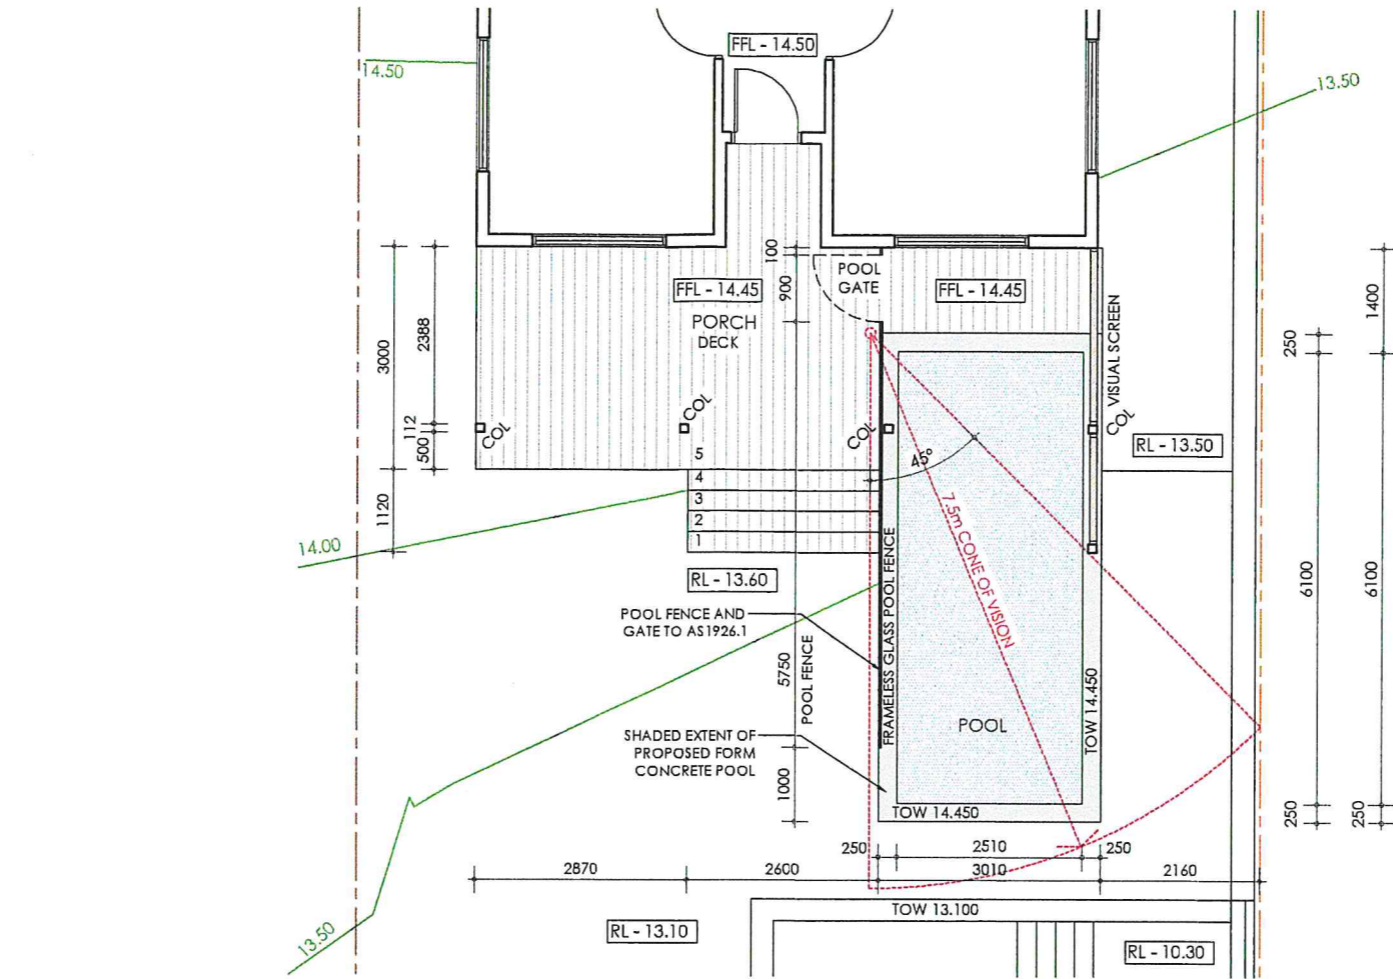 FFL - 14.50
14.50
13.50
100
900
POOL
GATE
FFL - 14.45
FFL - 14.45
PORCH
DECK
3000
2388
112
500
1120
COL
COL
COL
COL
VISUAL SCREEN
250
1400
RL - 13.50
45°
5
4
3
2
1
14.00
RL - 13.60
7.5m CONE OF VISION
FRAMELESS GLASS POOL FENCE
POOL FENCE AND
GATE TO AS1926.1
6100
6100
5750
POOL FENCE
POOL
TOW 14.450
SHADED EXTENT OF
PROPOSED FORM
CONCRETE POOL
1000
TOW 14.450
250
250
250
2510
250
2870
2600
3010
2160
TOW 13.100
13.50
RL - 13.10
RL - 10.30